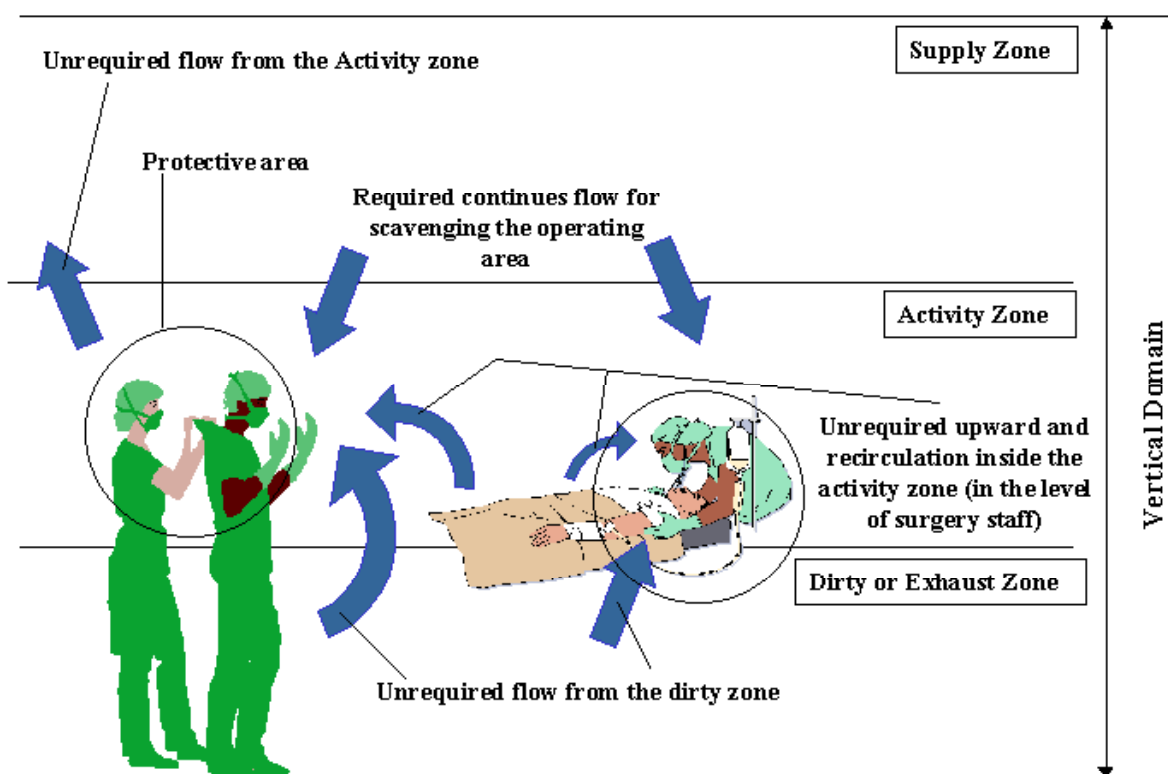 Supply Zone
Unrequired flow from the Activity zone
Protective area
Required continues flow for
scavenging the operating
area
Activity Zone
Unrequired upward and
recirculation inside the
activity zone (in the level
of surgery staff)
Vertical Domain
Dirty or Exhaust Zone
Unrequired flow from the dirty zone